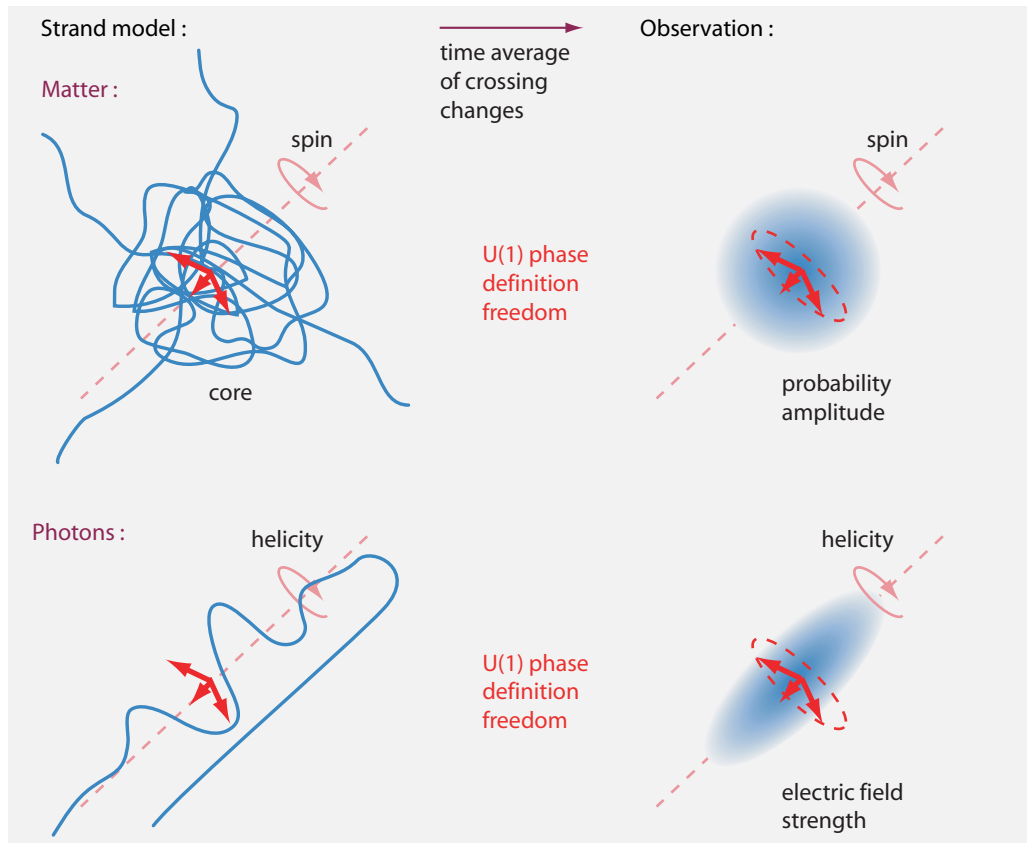 Strand model :
time average
of crossing
changes
Observation :
Matter :
spin
core
U(1) phase
definition
freedom
spin
probability
amplitude
Photons :
helicity
U(1) phase
definition
freedom
helicity
electric field
strength